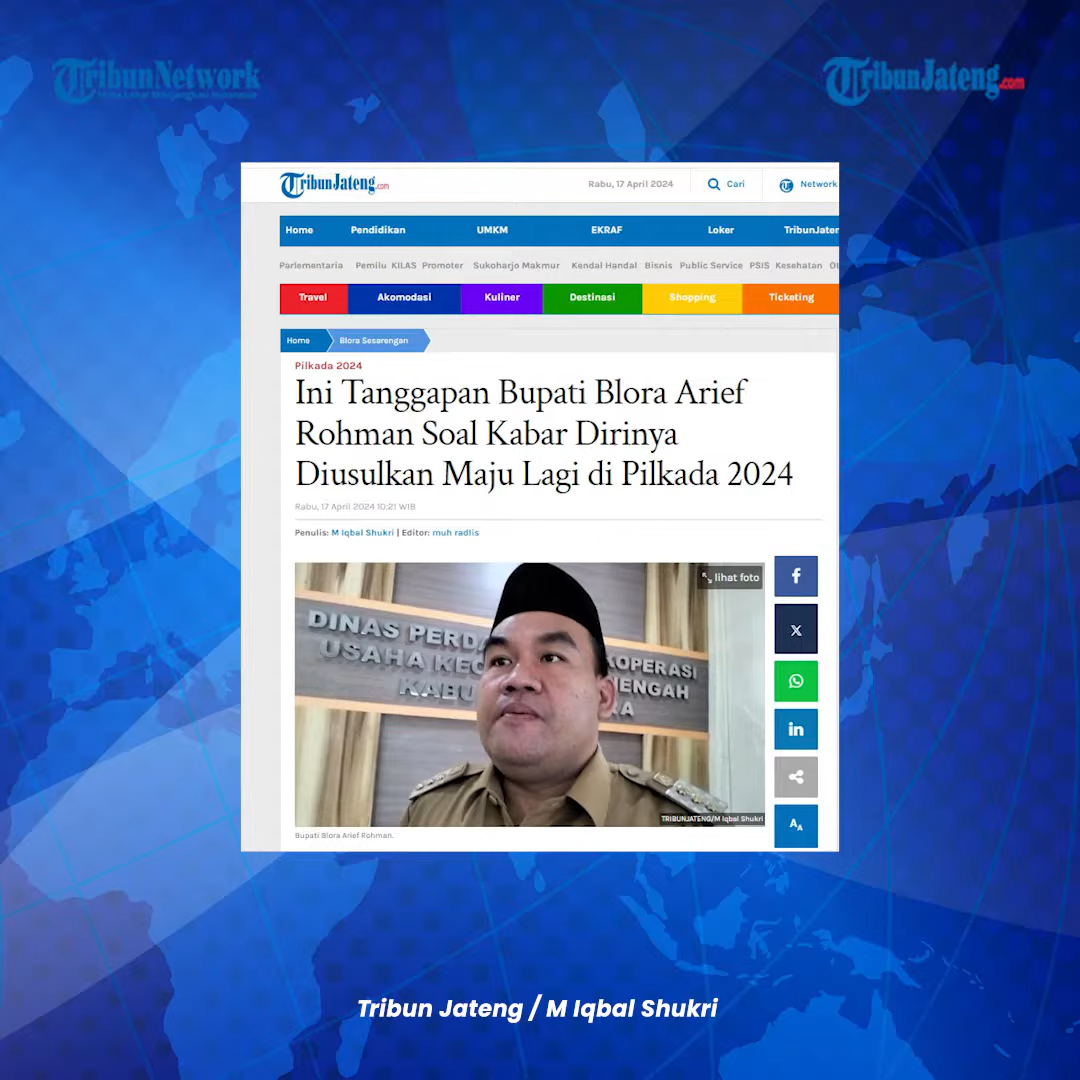 TribunNetwork
TribunJateng.com
TribunJateng.com
Rabu, 17 April 2024
Cari
Network
Home Pendidikan UMKM EKRAF Loker TribunJaten
Parlementaria Pemilu KILAS Promoter Sukoharjo Makmur Kendal Handal Bisnis Public Service PSIS Kesehatan
Travel Akomodasi Kuliner Destinasi Shopping Ticketing
Home Blora Sesarengan
Pilkada 2024
Ini Tanggapan Bupati Blora Arief
Rohman Soal Kabar Dirinya
Diusulkan Maju Lagi di Pilkada 2024
Rabu, 17 April 2024 10:21 WIB
Penulis: M Iqbal Shukri | Editor: muh radlis
lihat foto
DINAS PERDA KOPERASI
USAHA KEC MENGAH
KABU RA
TRIBUNJATENG/M Iqbal Shukri
Bupati Blora Arief Rohman.
Tribun Jateng / M Iqbal Shukri